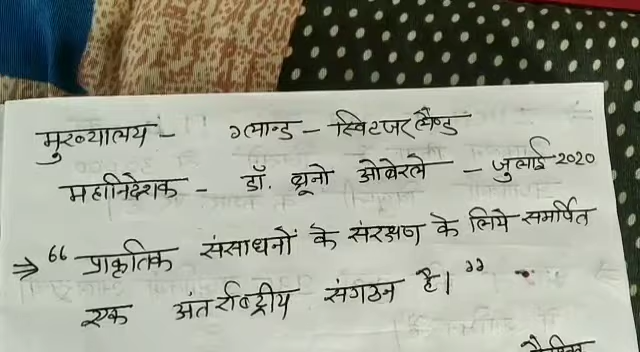 मुख्यालय - ग्लान्ड - स्विटजरलैण्ड
महानिदेशक - डॉ. ब्रूनो ओबेरले - जुलाई 2020
⇒ “ प्राकृतिक संसाधनों के संरक्षण के लिये समर्पित
एक अंतर्राष्ट्रीय संगठन है। ”